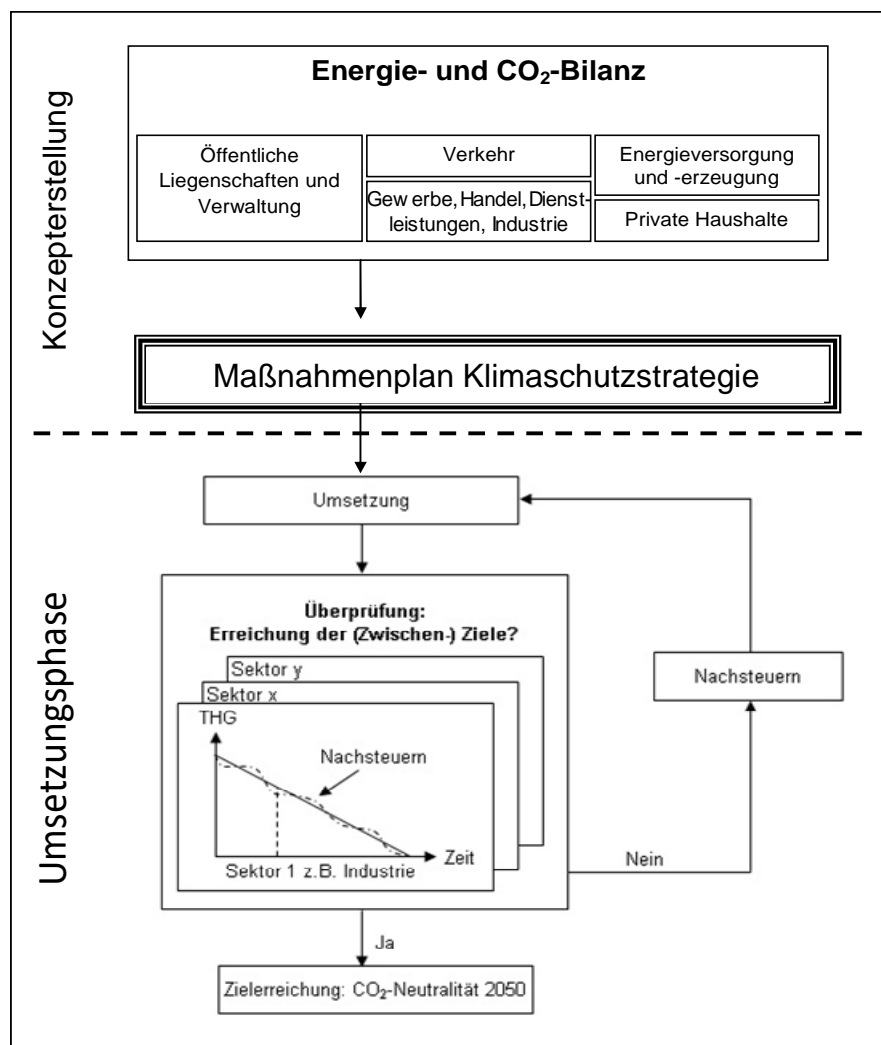 Konzepterstellung
Energie- und CO₂-Bilanz
Öffentliche
Liegenschaften und
Verwaltung
Verkehr
Gewerbe, Handel, Dienst-
leistungen, Industrie
Energieversorgung
und -erzeugung
Private Haushalte
Maßnahmenplan Klimaschutzstrategie
Umsetzungsphase
Umsetzung
Überprüfung:
Erreichung der (Zwischen-) Ziele?
Sektor y
Sektor x
THG
Nachsteuern
Zeit
Sektor 1 z.B. Industrie
Nachsteuern
Nein
Ja
Zielerreichung: CO₂-Neutralität 2050